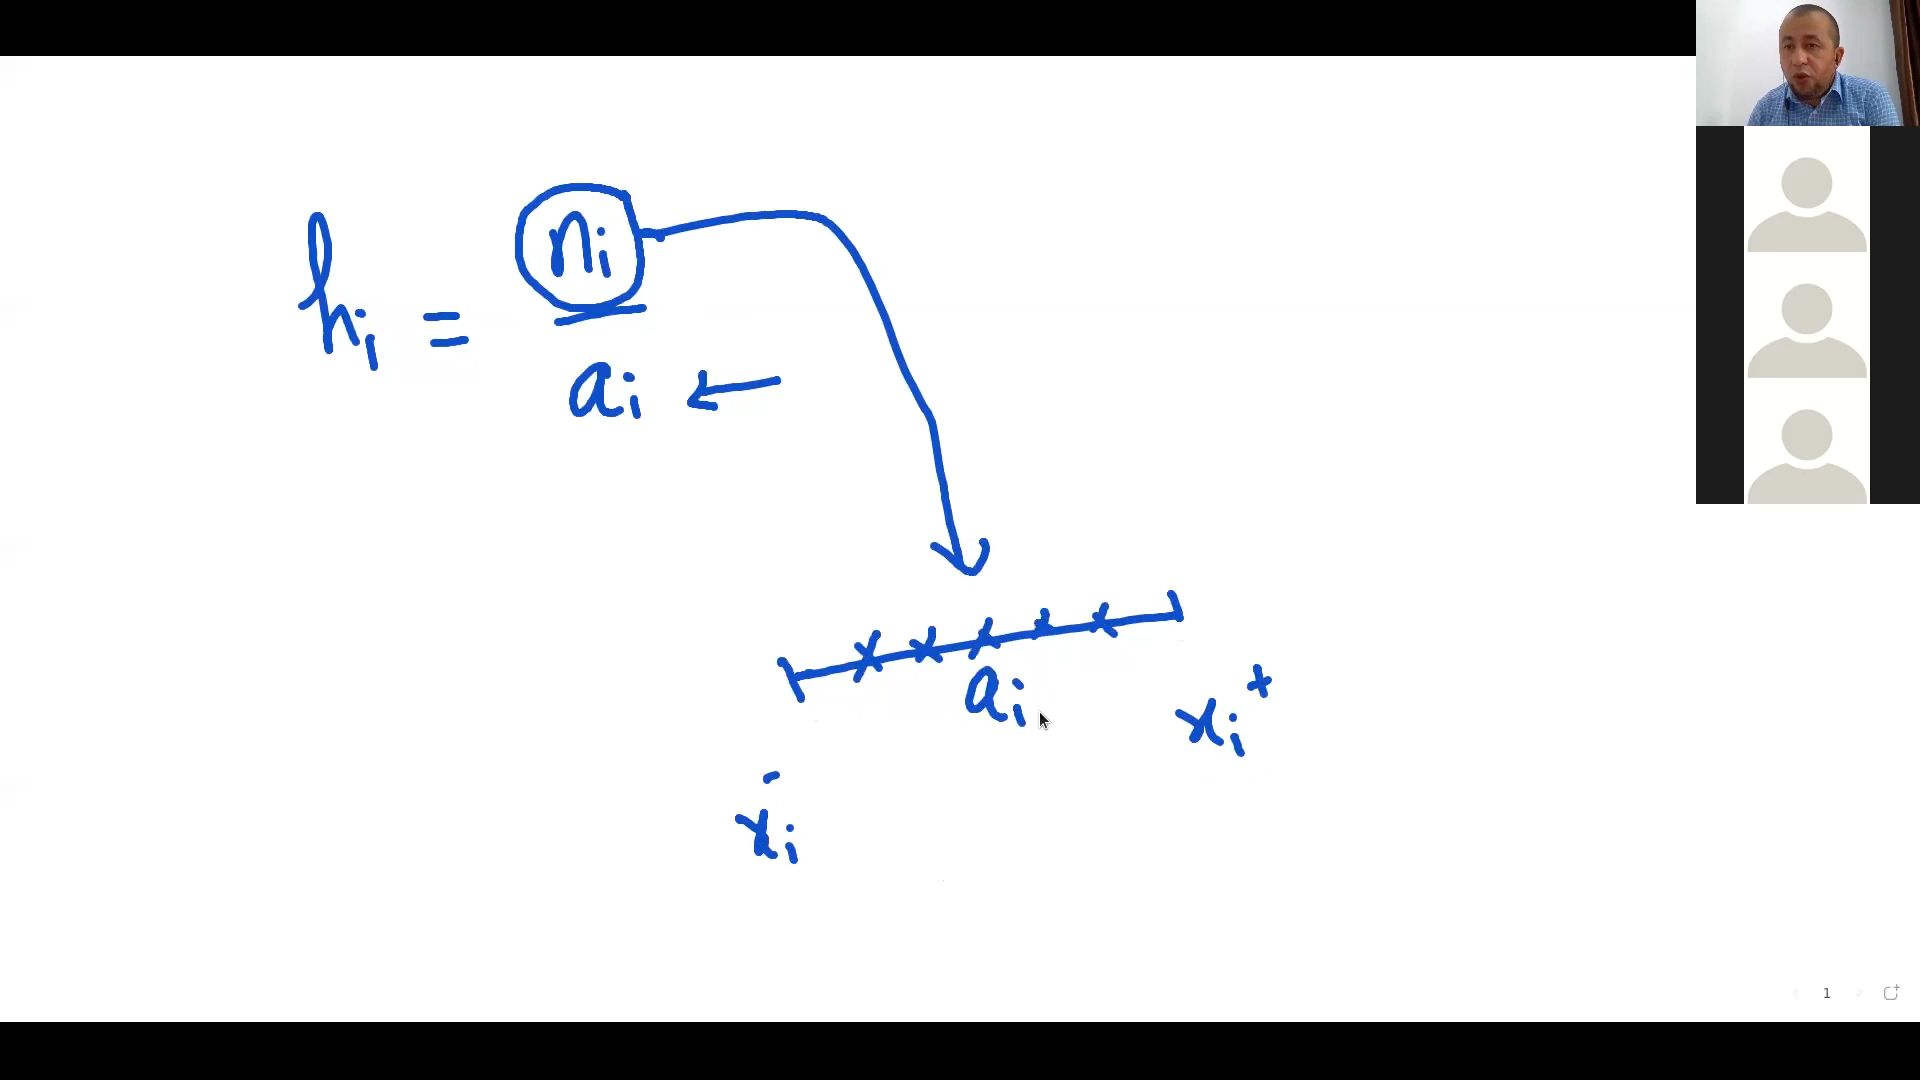 hᵢ = nᵢ / aᵢ ←
aᵢ
xᵢ⁺
xᵢ⁻
1